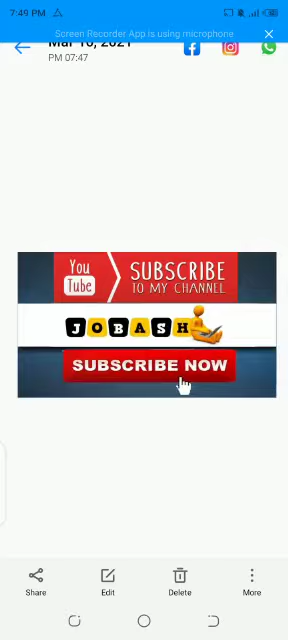 7:49 PM
Screen Recorder App is using microphone
Mar 10, 2021
PM 07:47
You Tube
SUBSCRIBE
TO MY CHANNEL
JOBASH
SUBSCRIBE NOW
Share
Edit
Delete
More